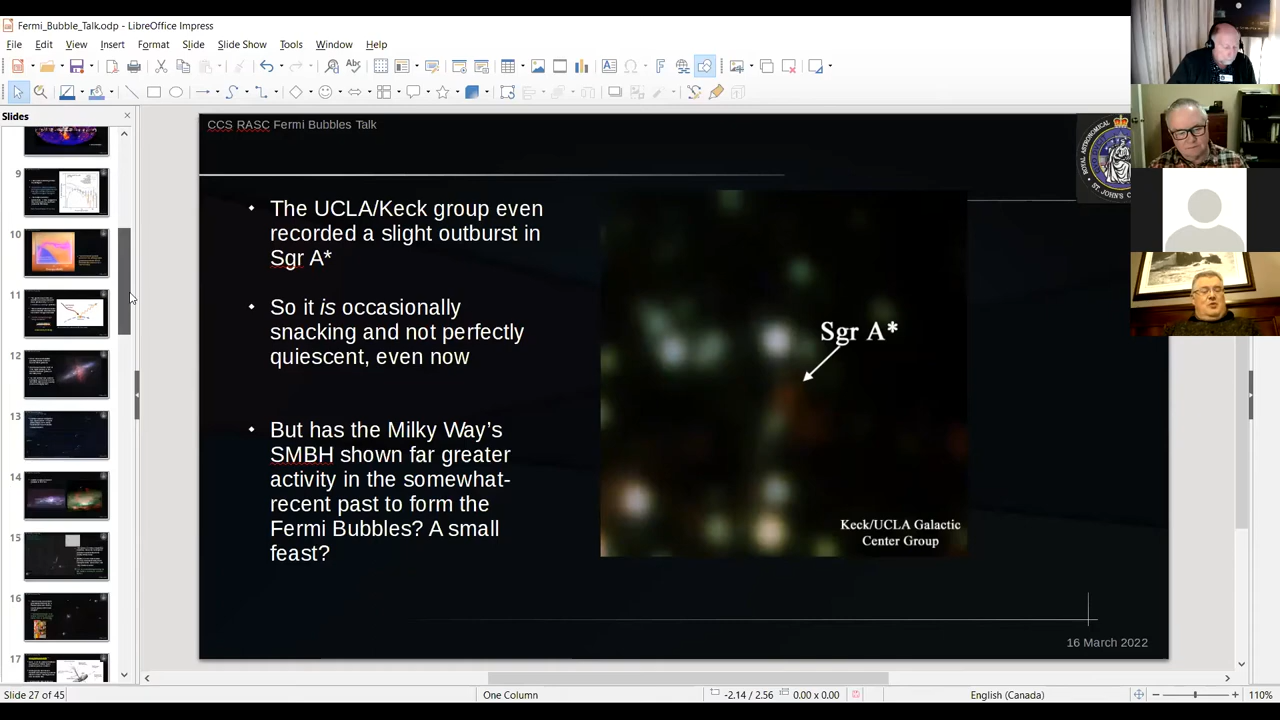 Fermi_Bubble_Talk.odp - LibreOffice Impress
File Edit View Insert Format Slide Slide Show Tools Window Help
Slides
9
10
11
12
13
14
15
16
17
CCS RASC Fermi Bubbles Talk
• The UCLA/Keck group even
recorded a slight outburst in
Sgr A*
• So it is occasionally
snacking and not perfectly
quiescent, even now
• But has the Milky Way's
SMBH shown far greater
activity in the somewhat-
recent past to form the
Fermi Bubbles? A small
feast?
Sgr A*
Keck/UCLA Galactic
Center Group
16 March 2022
Slide 27 of 45
One Column
-2.14 / 2.56
0.00 x 0.00
English (Canada)
110%